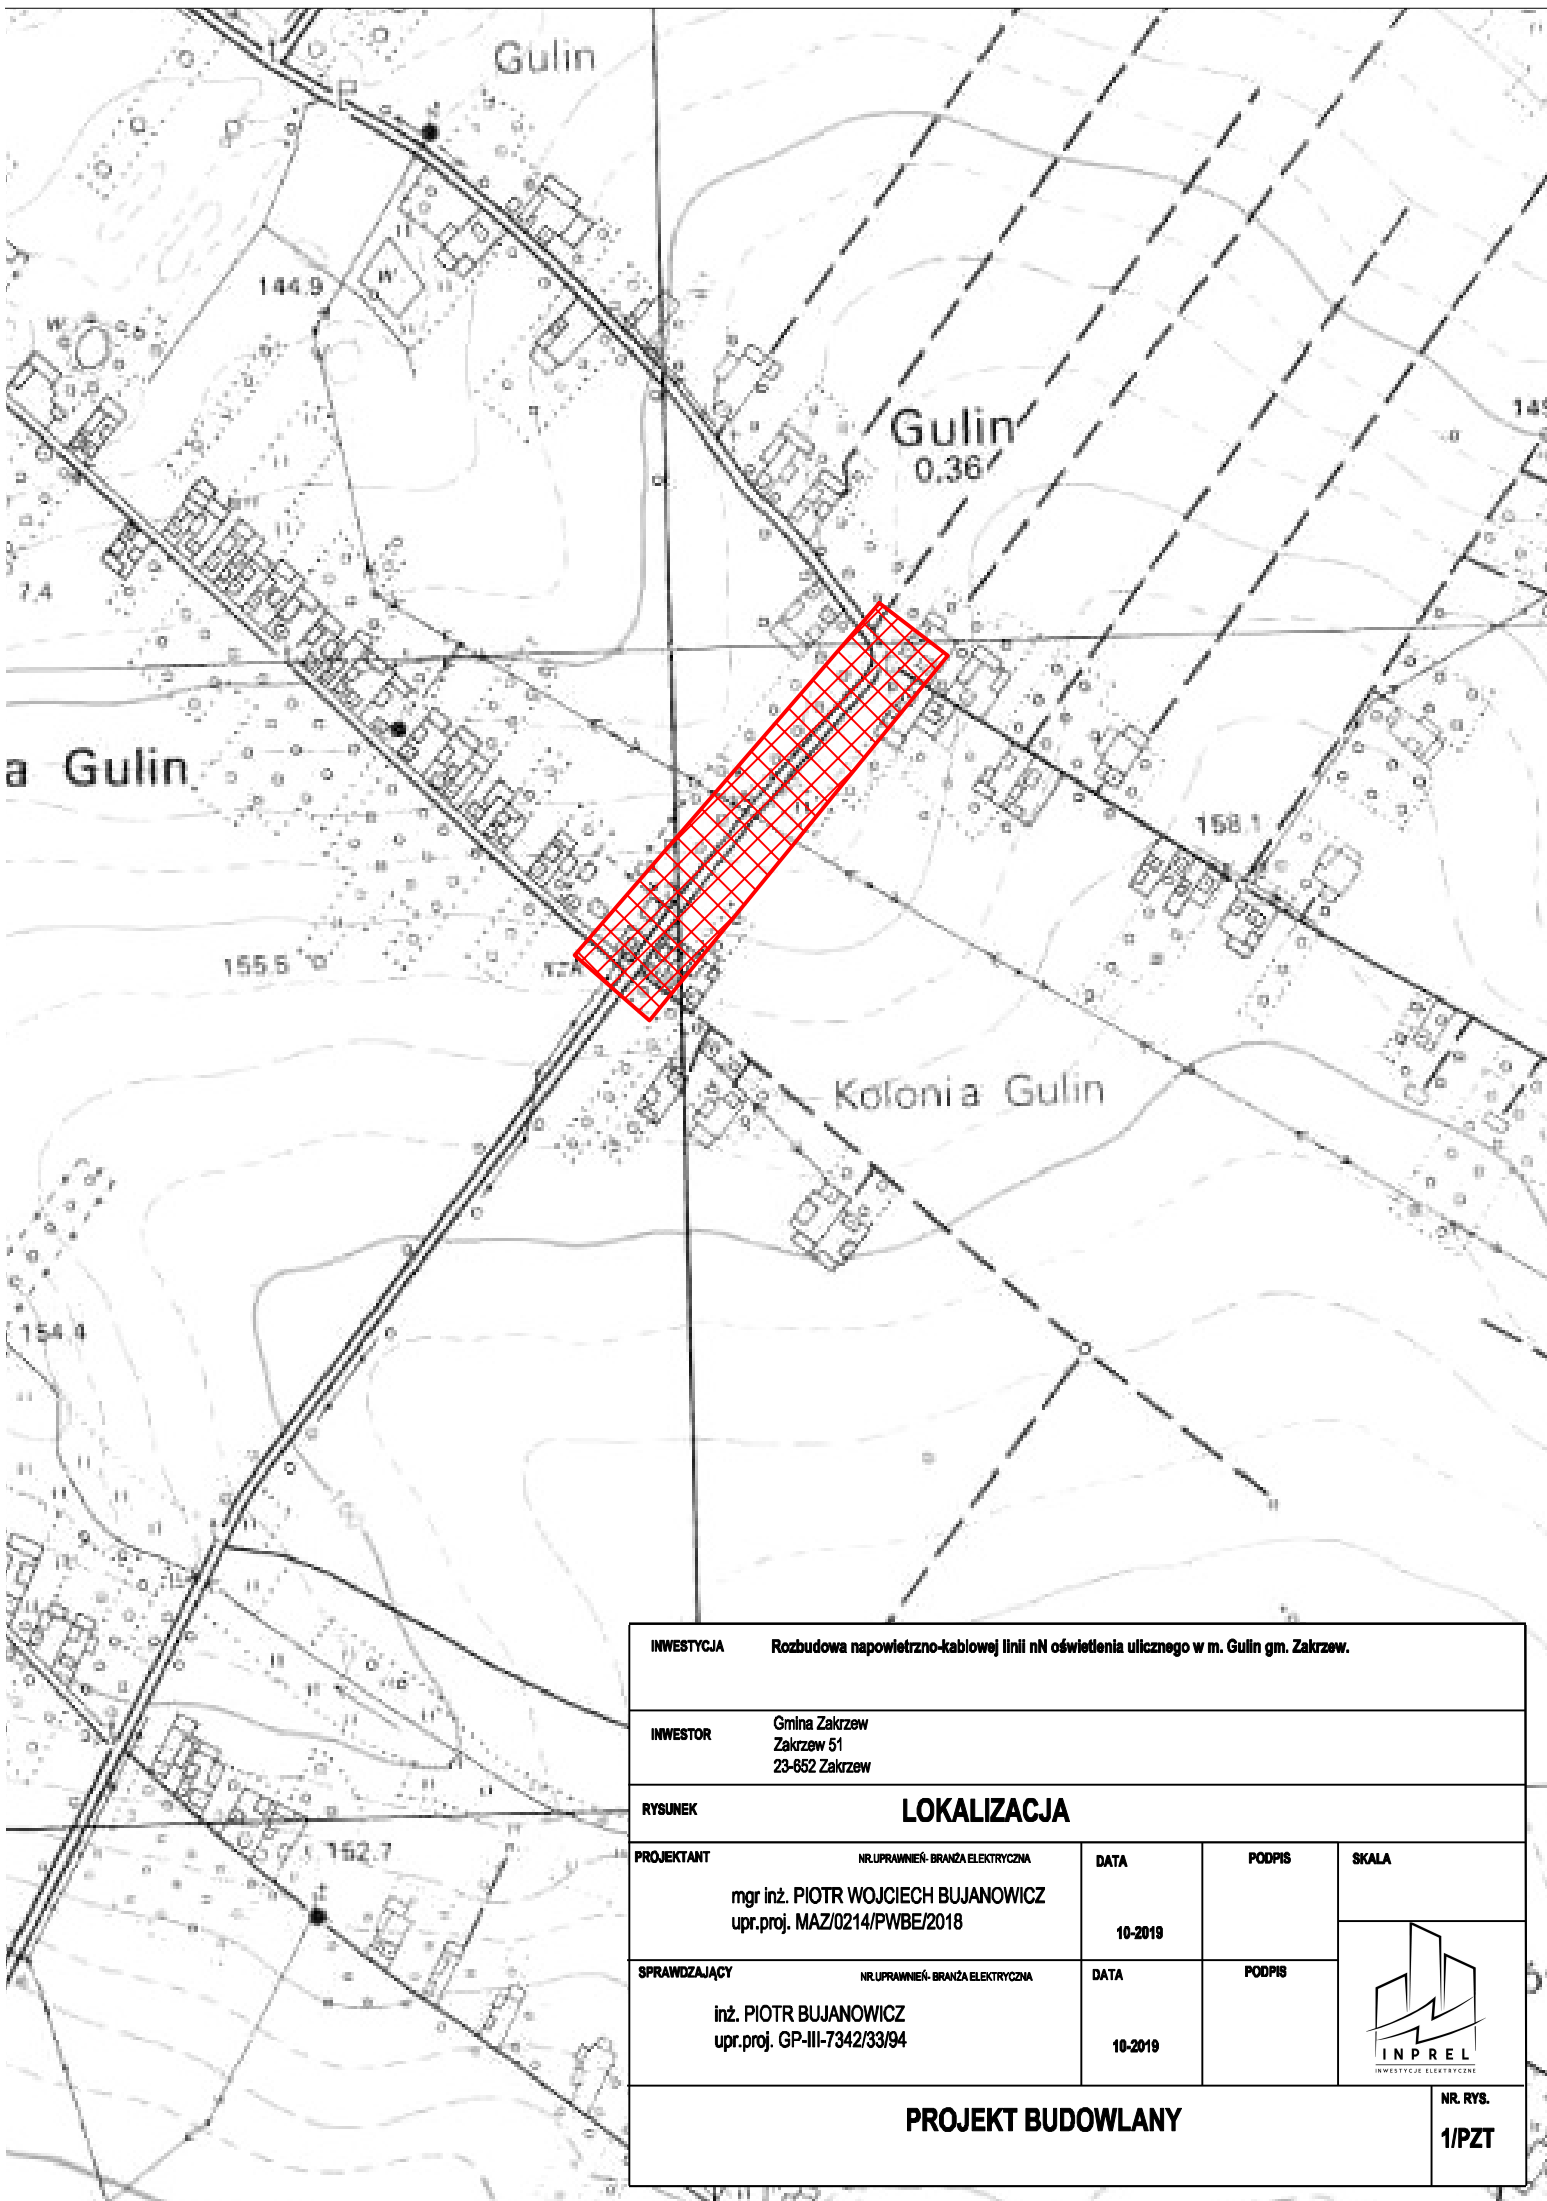 Gulin
144.9
W
W
Gulin
0.36
7.4
a Gulin
158.1
155.5
Kolonia Gulin
154.4
152.7
INWESTYCJA Rozbudowa napowietrzno-kablowej linii nN oświetlenia ulicznego w m. Gulin gm. Zakrzew.
INWESTOR Gmina Zakrzew
Zakrzew 51
23-652 Zakrzew
RYSUNEK LOKALIZACJA
PROJEKTANT NR.UPRAWNIEŃ- BRANŻA ELEKTRYCZNA DATA PODPIS SKALA
mgr inż. PIOTR WOJCIECH BUJANOWICZ
upr.proj. MAZ/0214/PWBE/2018 10-2019
SPRAWDZAJĄCY NR.UPRAWNIEŃ- BRANŻA ELEKTRYCZNA DATA PODPIS
inż. PIOTR BUJANOWICZ
upr.proj. GP-III-7342/33/94 10-2019
INPREL
INWESTYCJE ELEKTRYCZNE
PROJEKT BUDOWLANY
NR. RYS.
1/PZT